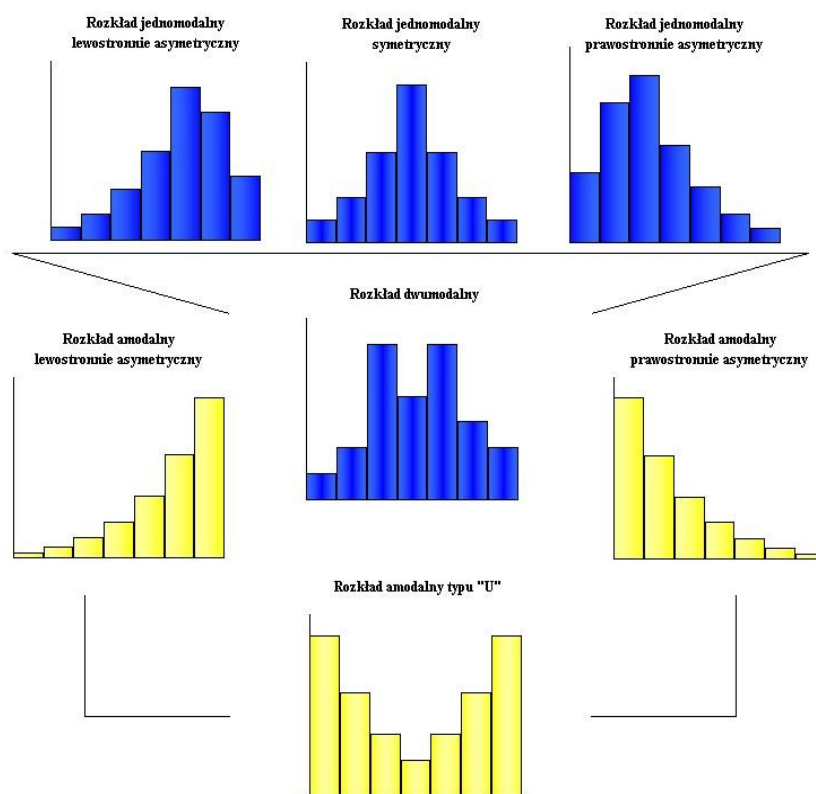 Rozkład jednomodalny
lewostronnie asymetryczny
Rozkład jednomodalny
symetryczny
Rozkład jednomodalny
prawostronnie asymetryczny
Rozkład dwumodalny
Rozkład amodalny
lewostronnie asymetryczny
Rozkład amodalny
prawostronnie asymetryczny
Rozkład amodalny typu "U"